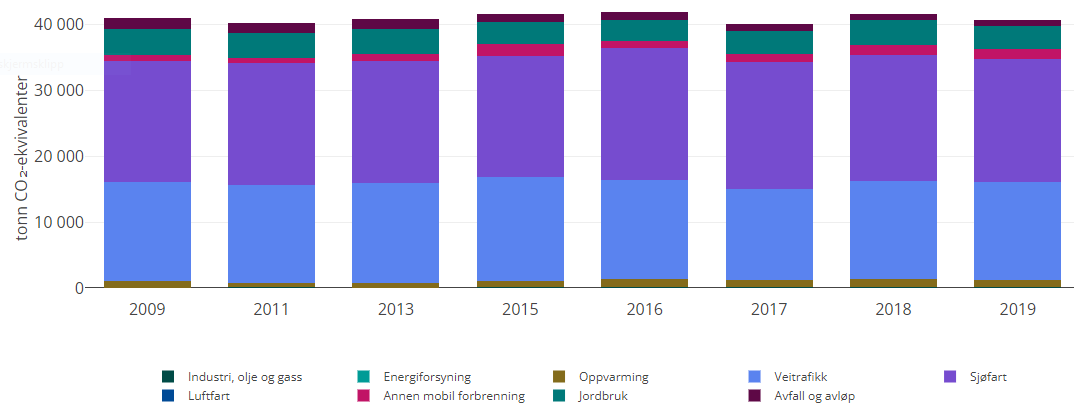 tonn CO₂-ekvivalenter
40 000
30 000
20 000
10 000
0
2009 2011 2013 2015 2016 2017 2018 2019
Industri, olje og gass Energiforsyning Oppvarming Veitrafikk Sjøfart
Luftfart Annen mobil forbrenning Jordbruk Avfall og avløp